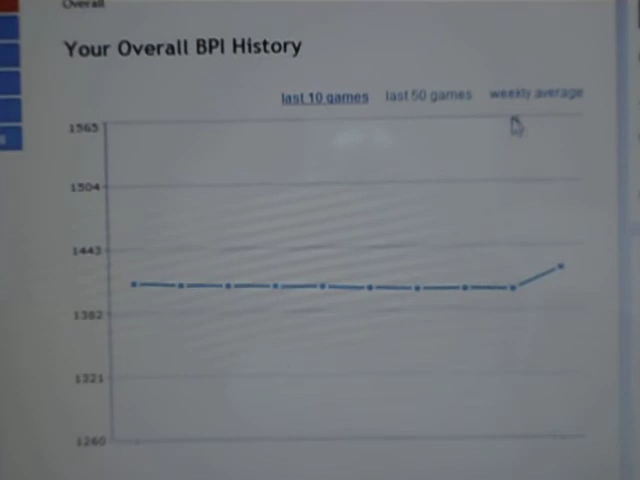 Overall
Your Overall BPI History
last 10 games last 50 games weekly average
1565
1504
1443
1382
1321
1260